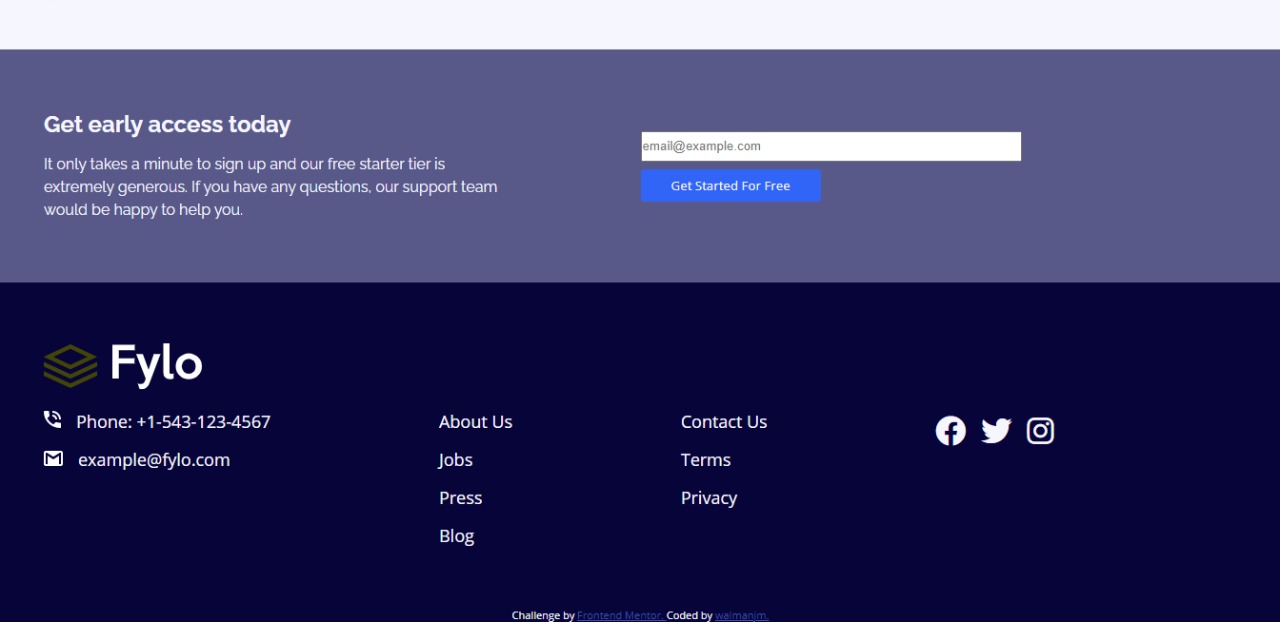 Get early access today
It only takes a minute to sign up and our free starter tier is
extremely generous. If you have any questions, our support team
would be happy to help you.
email@example.com
Get Started For Free
Fylo
Phone: +1-543-123-4567
example@fylo.com
About Us
Jobs
Press
Blog
Contact Us
Terms
Privacy
Challenge by Frontend Mentor. Coded by waimanjm.